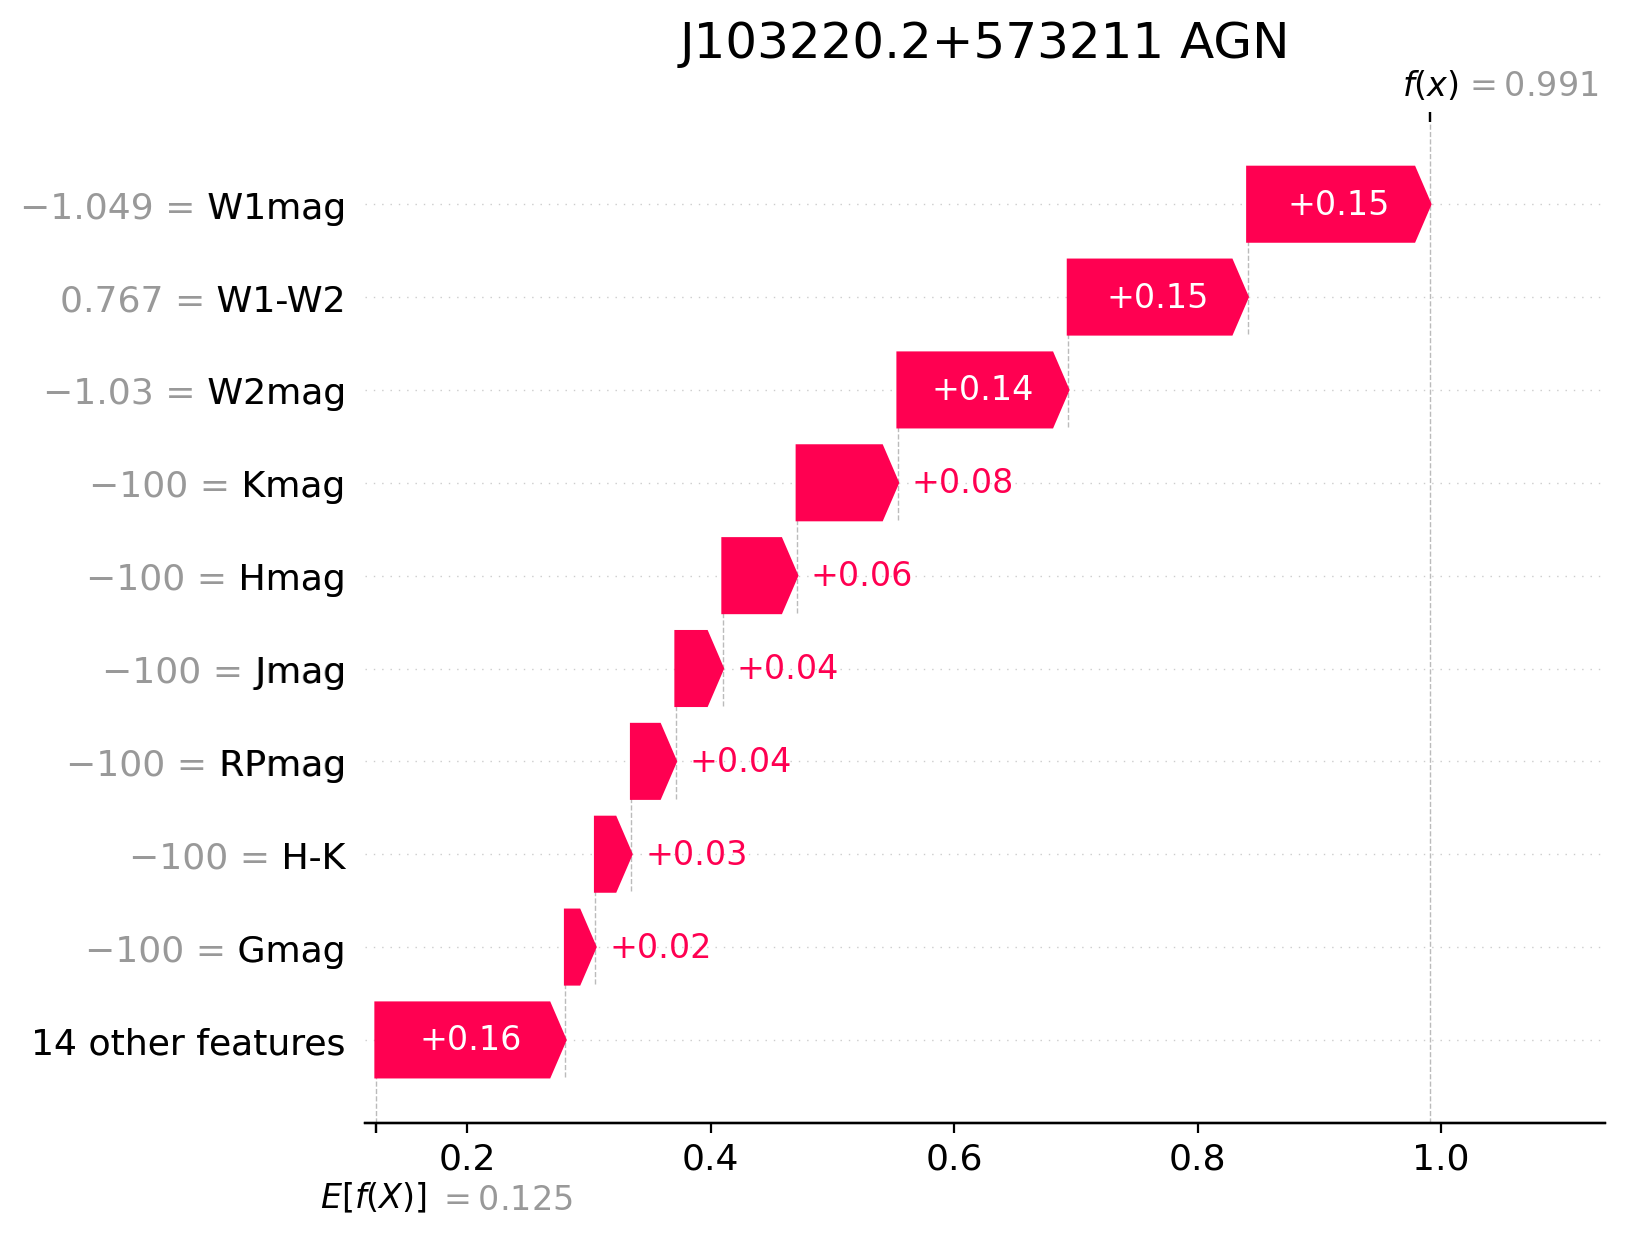 J103220.2+573211 AGN
f(x) = 0.991
−1.049 = W1mag +0.15
0.767 = W1-W2 +0.15
−1.03 = W2mag +0.14
−100 = Kmag +0.08
−100 = Hmag +0.06
−100 = Jmag +0.04
−100 = RPmag +0.04
−100 = H-K +0.03
−100 = Gmag +0.02
14 other features +0.16
0.2 0.4 0.6 0.8 1.0
E[f(X)] = 0.125